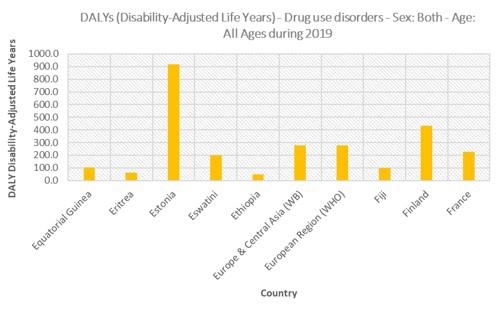 DALYs (Disability-Adjusted Life Years) - Drug use disorders - Sex: Both - Age:
All Ages during 2019
DALY Disability-Adjusted Life Years
1000.0
900.0
800.0
700.0
600.0
500.0
400.0
300.0
200.0
100.0
0.0
Equatorial Guinea
Eritrea
Estonia
Eswatini
Ethiopia
Europe & Central Asia (WB)
European Region (WHO)
Fiji
Finland
France
Country